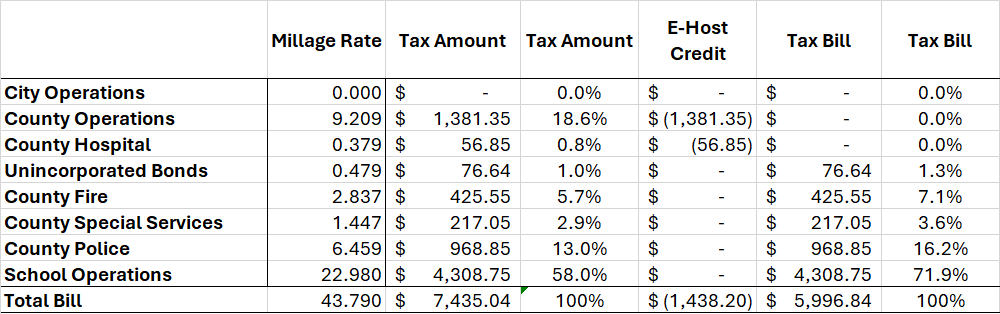 Millage Rate Tax Amount Tax Amount E-Host Credit Tax Bill Tax Bill
City Operations 0.000 $ - 0.0% $ - $ - 0.0%
County Operations 9.209 $ 1,381.35 18.6% $ (1,381.35) $ - 0.0%
County Hospital 0.379 $ 56.85 0.8% $ (56.85) $ - 0.0%
Unincorporated Bonds 0.479 $ 76.64 1.0% $ - $ 76.64 1.3%
County Fire 2.837 $ 425.55 5.7% $ - $ 425.55 7.1%
County Special Services 1.447 $ 217.05 2.9% $ - $ 217.05 3.6%
County Police 6.459 $ 968.85 13.0% $ - $ 968.85 16.2%
School Operations 22.980 $ 4,308.75 58.0% $ - $ 4,308.75 71.9%
Total Bill 43.790 $ 7,435.04 100% $ (1,438.20) $ 5,996.84 100%